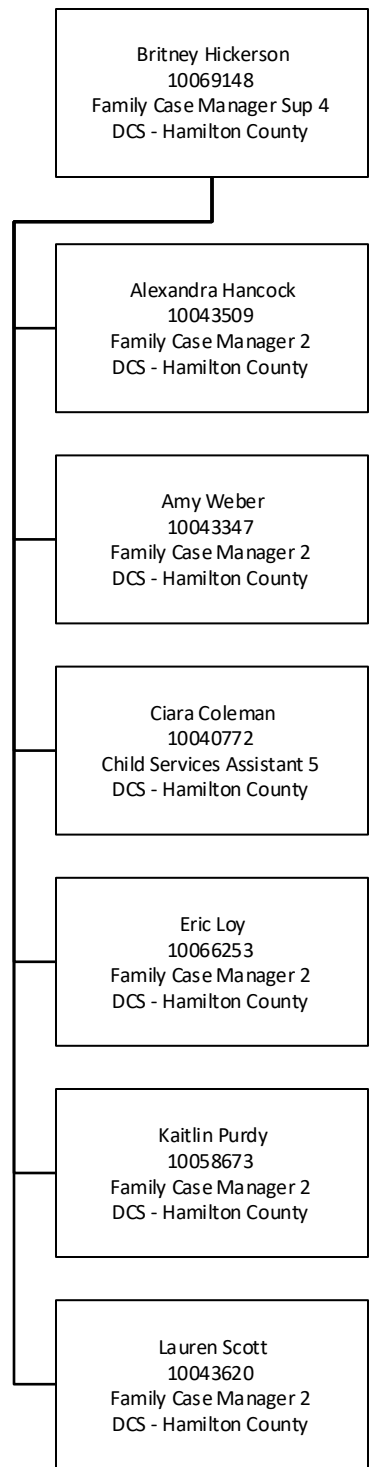 Britney Hickerson
10069148
Family Case Manager Sup 4
DCS - Hamilton County
Alexandra Hancock
10043509
Family Case Manager 2
DCS - Hamilton County
Amy Weber
10043347
Family Case Manager 2
DCS - Hamilton County
Ciara Coleman
10040772
Child Services Assistant 5
DCS - Hamilton County
Eric Loy
10066253
Family Case Manager 2
DCS - Hamilton County
Kaitlin Purdy
10058673
Family Case Manager 2
DCS - Hamilton County
Lauren Scott
10043620
Family Case Manager 2
DCS - Hamilton County